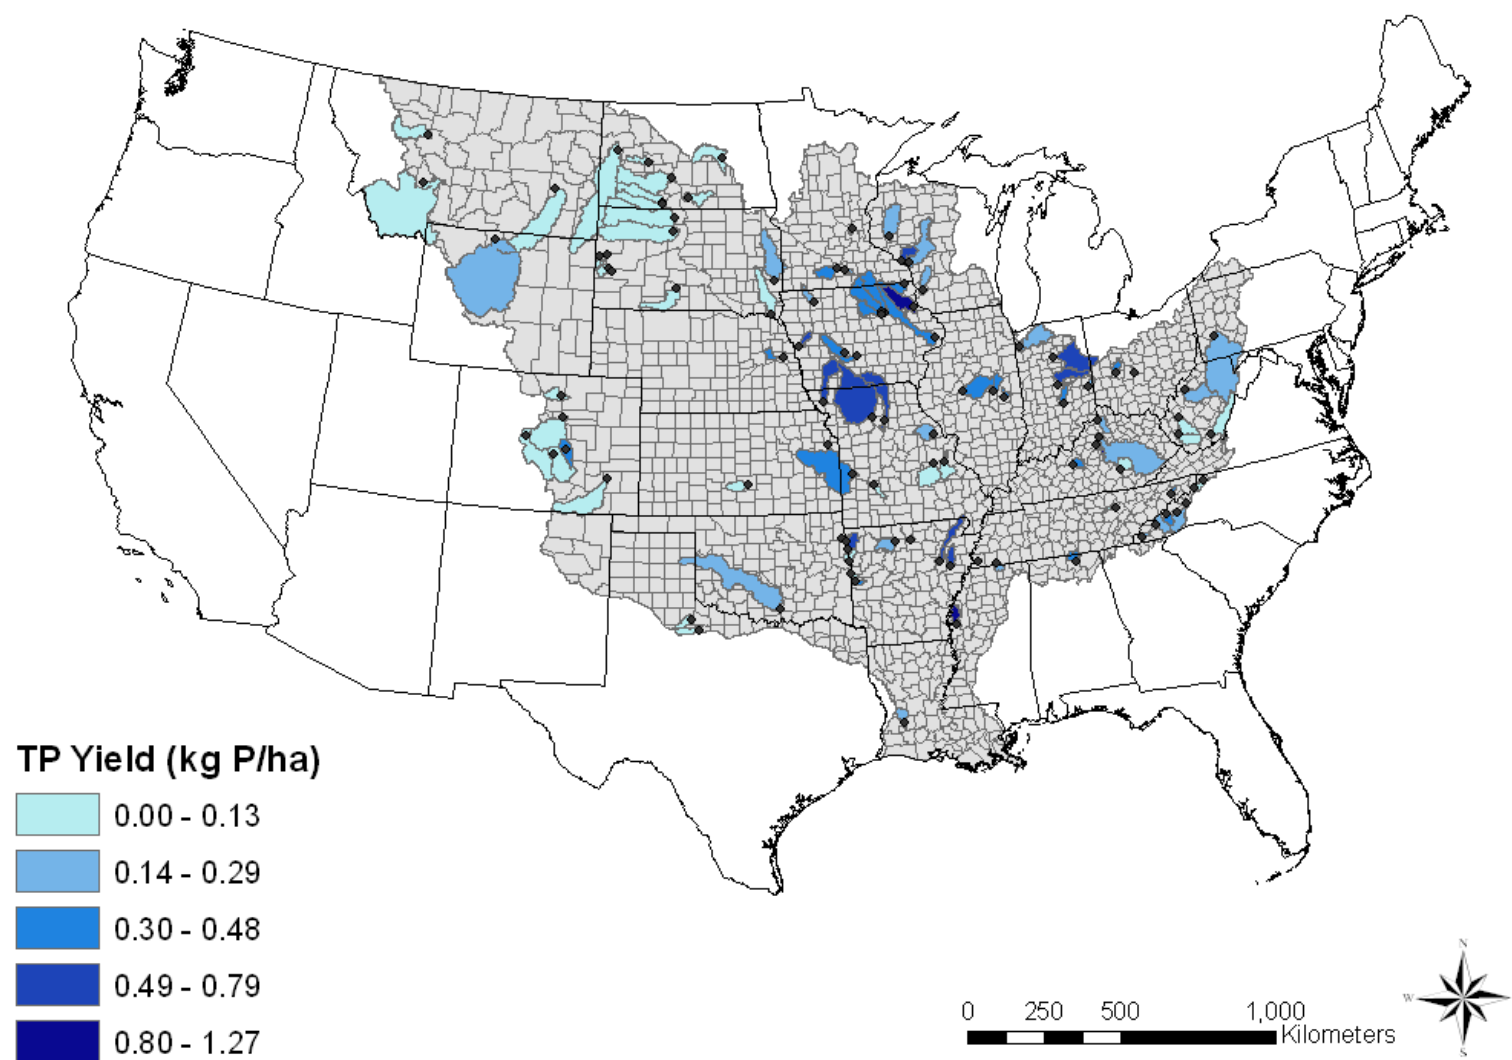 TP Yield (kg P/ha)
0.00 - 0.13
0.14 - 0.29
0.30 - 0.48
0.49 - 0.79
0.80 - 1.27
0 250 500 1,000
Kilometers
N
W
S